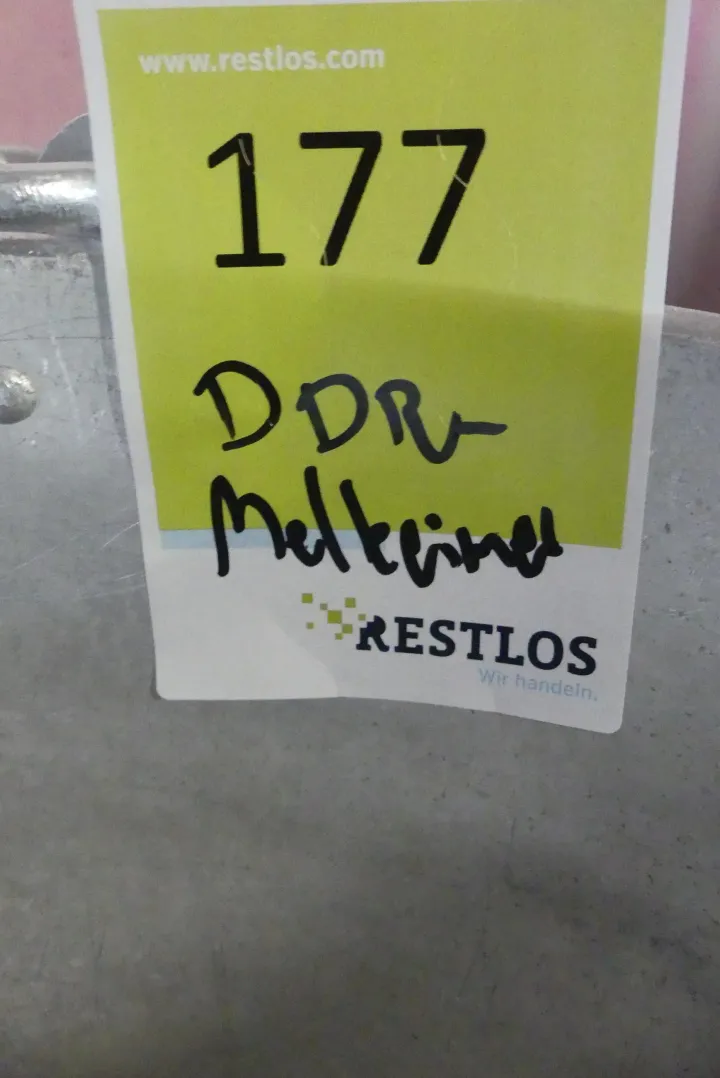 www.restlos.com
177
DDR-
Melkeimer
RESTLOS
Wir handeln.